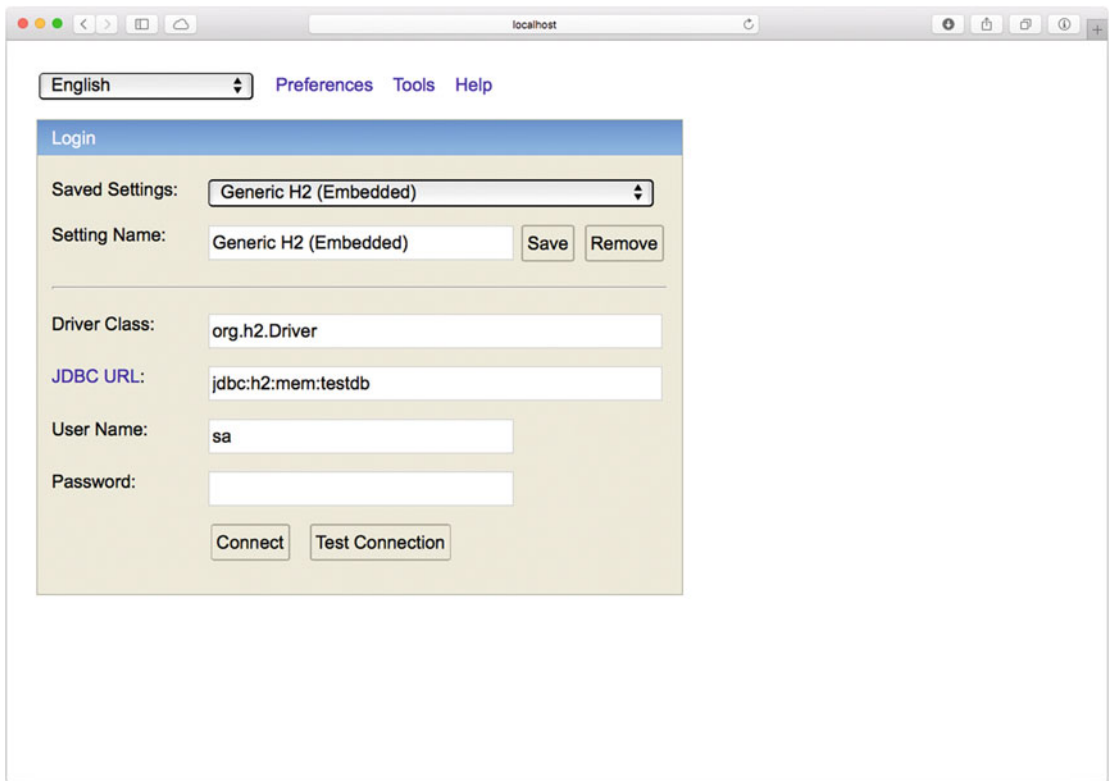 localhost
English Preferences Tools Help
Login
Saved Settings: Generic H2 (Embedded)
Setting Name: Generic H2 (Embedded) Save Remove
Driver Class: org.h2.Driver
JDBC URL: jdbc:h2:mem:testdb
User Name: sa
Password:
Connect Test Connection